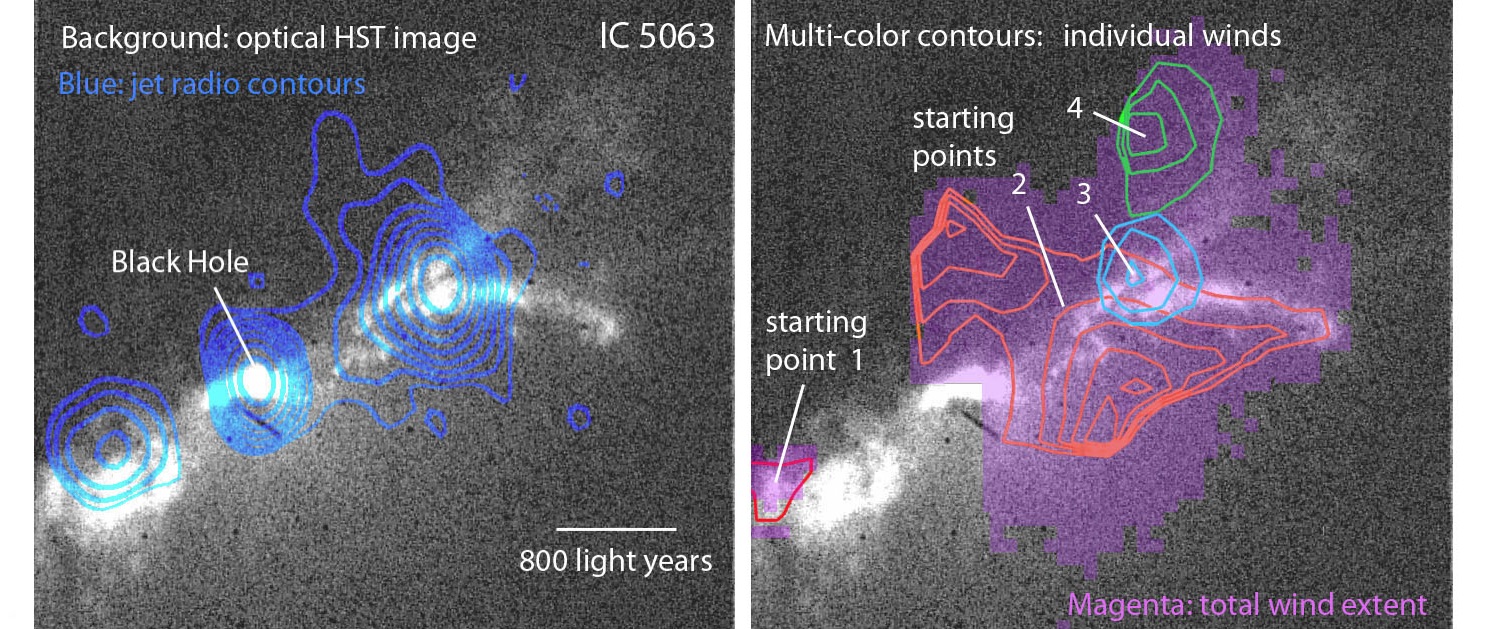 Background: optical HST image
IC 5063
Blue: jet radio contours
Black Hole
800 light years
Multi-color contours: individual winds
4
starting
points
2
3
starting
point 1
Magenta: total wind extent